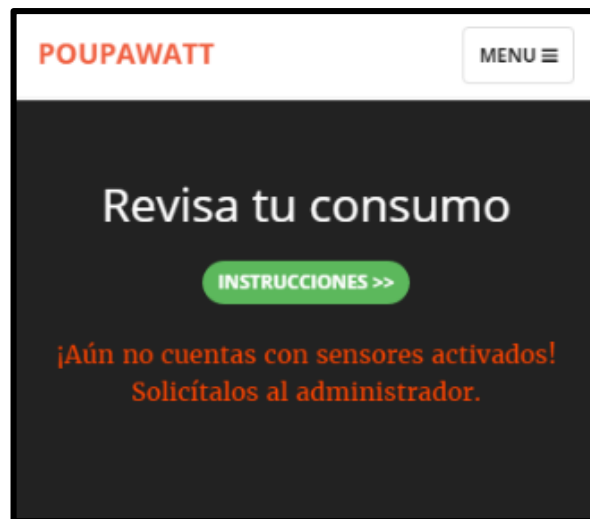 POUPAWATT
MENU ≡
Revisa tu consumo
INSTRUCCIONES >>
¡Aún no cuentas con sensores activados!
Solicítalos al administrador.